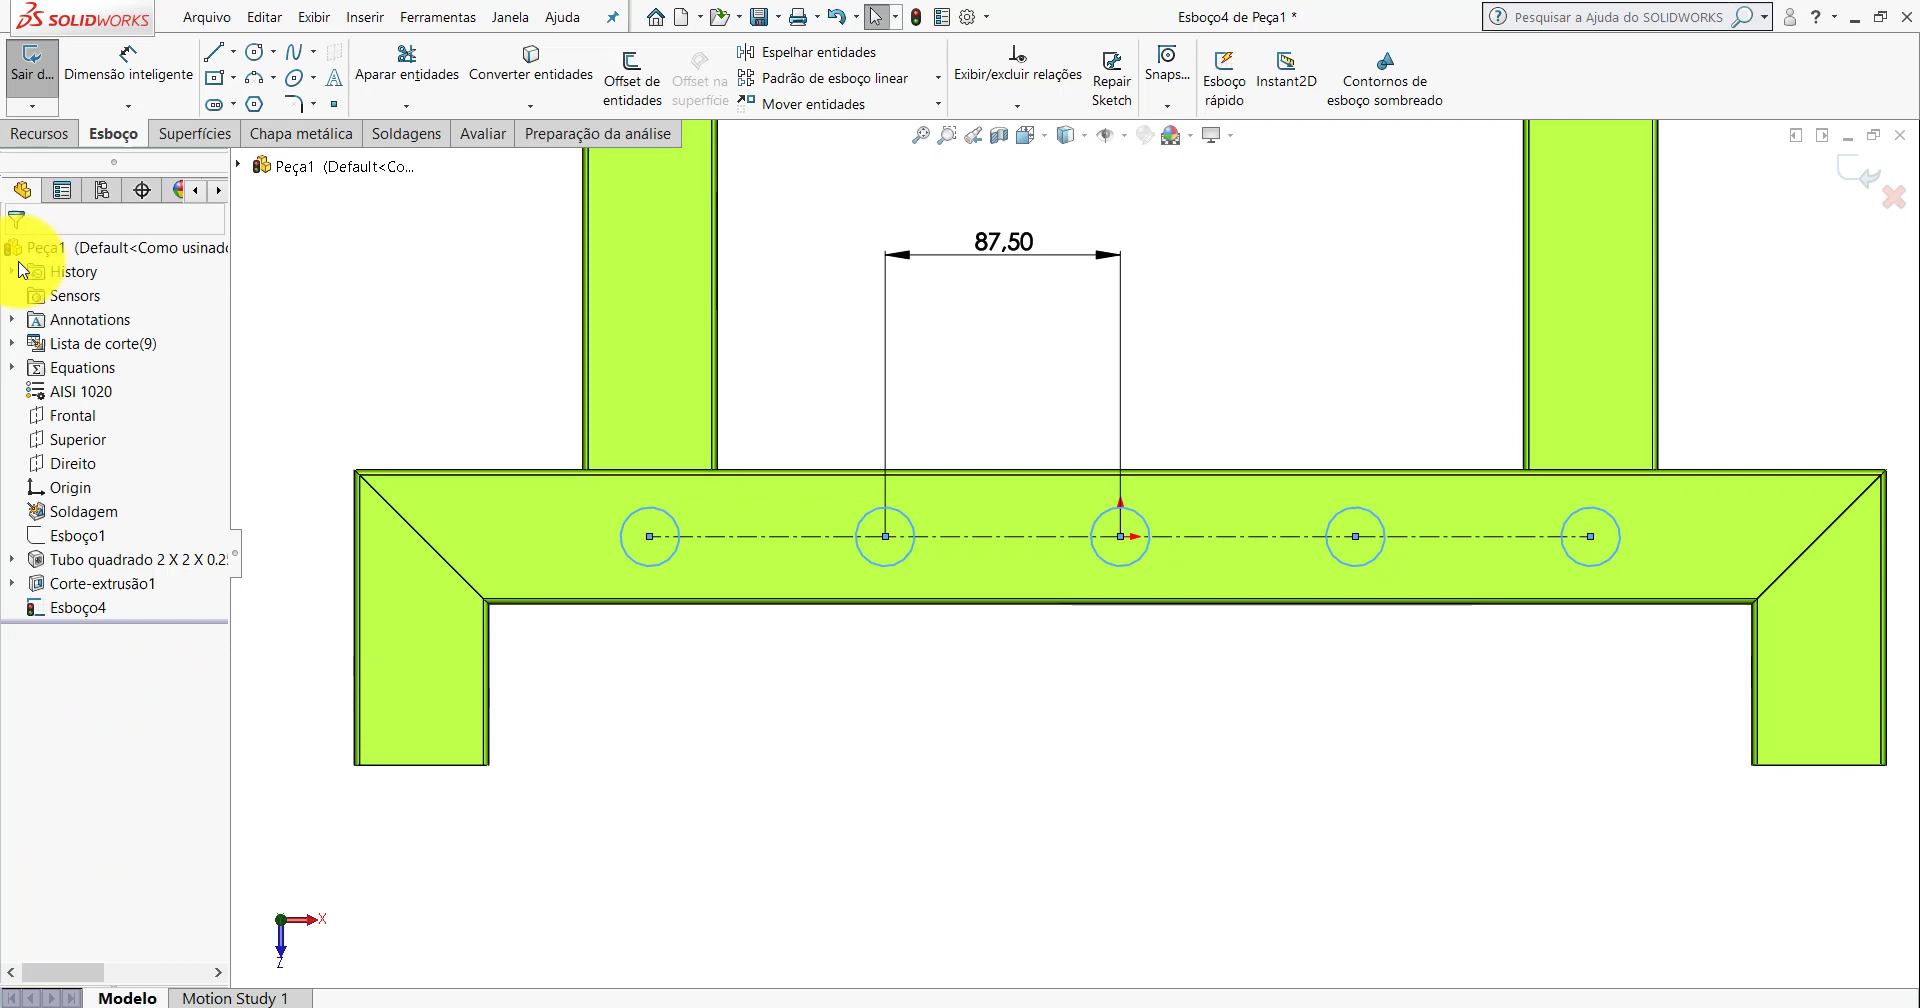 SOLIDWORKS
Arquivo Editar Exibir Inserir Ferramentas Janela Ajuda
Esboço4 de Peça1 *
Pesquisar a Ajuda do SOLIDWORKS
Sair d...
Dimensão inteligente
Aparar entidades
Converter entidades
Offset de entidades
Offset na superfície
Espelhar entidades
Padrão de esboço linear
Mover entidades
Exibir/excluir relações
Repair Sketch
Snaps...
Esboço rápido
Instant2D
Contornos de esboço sombreado
Recursos Esboço Superfícies Chapa metálica Soldagens Avaliar Preparação da análise
Peça1 (Default<Co...
Peça1 (Default<Como usinado
History
Sensors
Annotations
Lista de corte(9)
Equations
AISI 1020
Frontal
Superior
Direito
Origin
Soldagem
Esboço1
Tubo quadrado 2 X 2 X 0.2
Corte-extrusão1
Esboço4
87,50
X
Z
Modelo Motion Study 1